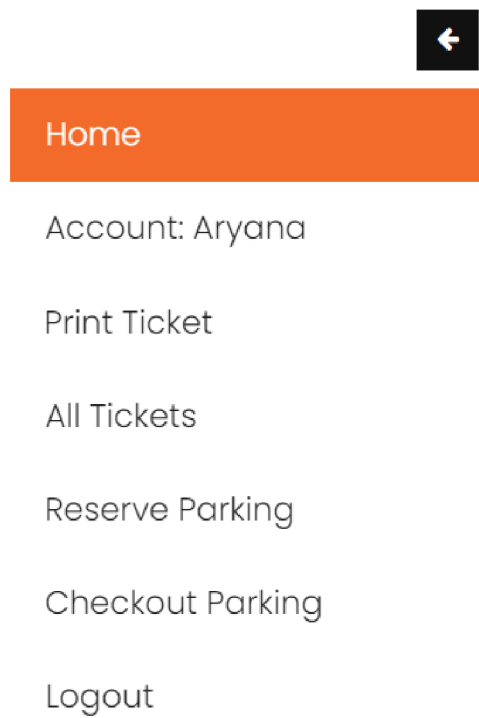 Home
Account: Aryana
Print Ticket
All Tickets
Reserve Parking
Checkout Parking
Logout